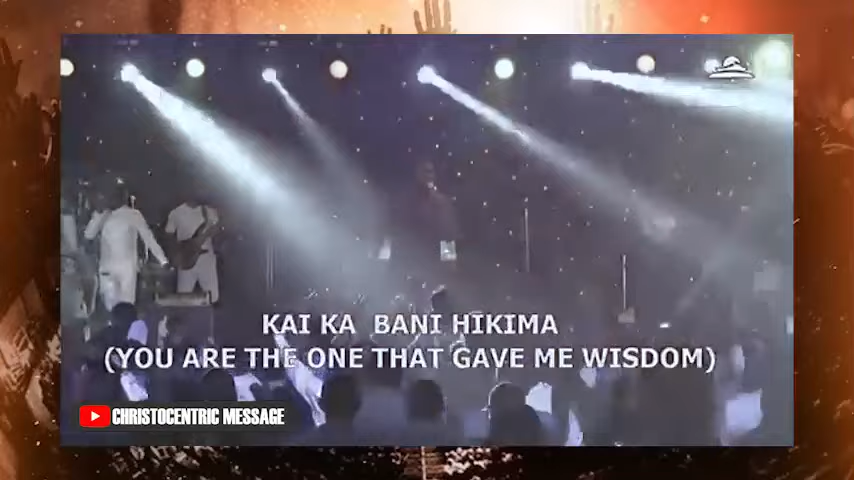 KAI KA BANI HIKIMA
(YOU ARE THE ONE THAT GAVE ME WISDOM)
CHRISTOCENTRIC MESSAGE